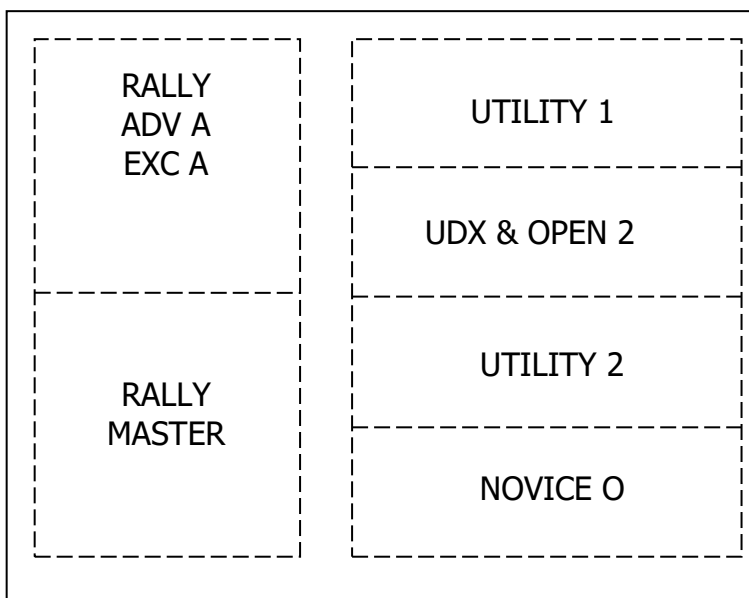 RALLY
ADV A
EXC A
RALLY
MASTER
UTILITY 1
UDX & OPEN 2
UTILITY 2
NOVICE O